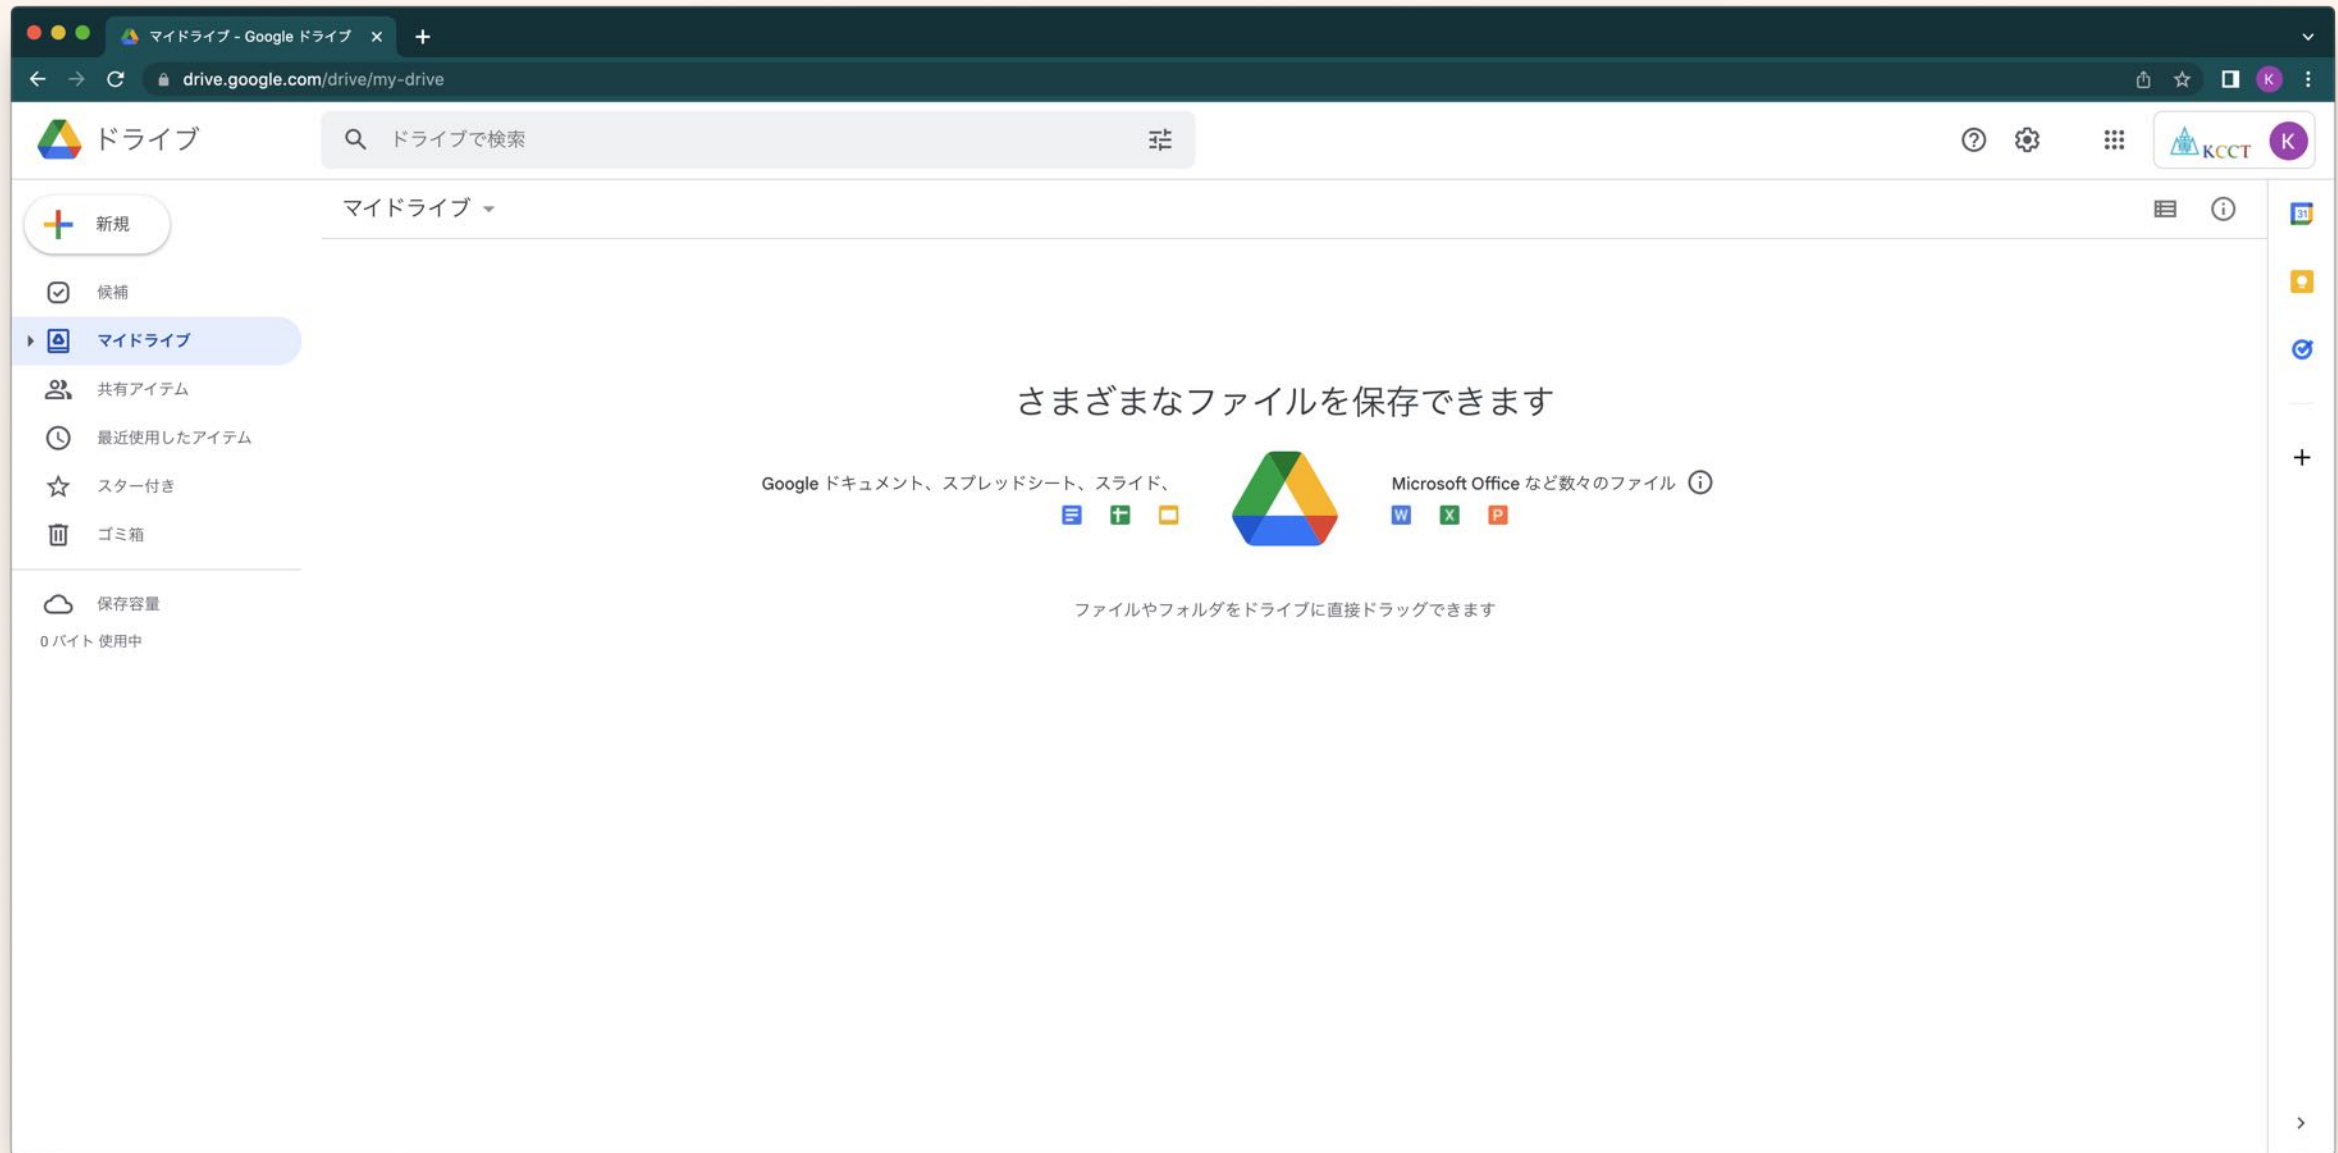 マイドライブ - Google ドライブ
drive.google.com/drive/my-drive
K
ドライブ
ドライブで検索
KCCT
K
新規
マイドライブ
31
候補
マイドライブ
共有アイテム
最近使用したアイテム
スター付き
ゴミ箱
保存容量
0 バイト 使用中
さまざまなファイルを保存できます
Google ドキュメント、スプレッドシート、スライド、
Microsoft Office など数々のファイル
W X P
ファイルやフォルダをドライブに直接ドラッグできます